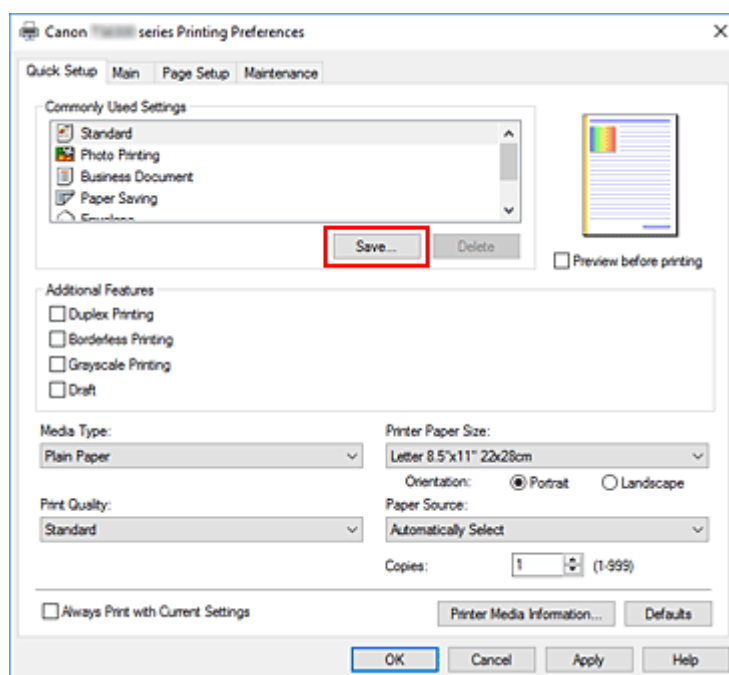 Canon series Printing Preferences
Quick Setup Main Page Setup Maintenance
Commonly Used Settings
Standard
Photo Printing
Business Document
Paper Saving
Save... Delete
Preview before printing
Additional Features
Duplex Printing
Borderless Printing
Grayscale Printing
Draft
Media Type: Printer Paper Size:
Plain Paper Letter 8.5"x11" 22x28cm
Orientation: Portrait Landscape
Print Quality: Paper Source:
Standard Automatically Select
Copies: 1 (1-999)
Always Print with Current Settings Printer Media Information... Defaults
OK Cancel Apply Help